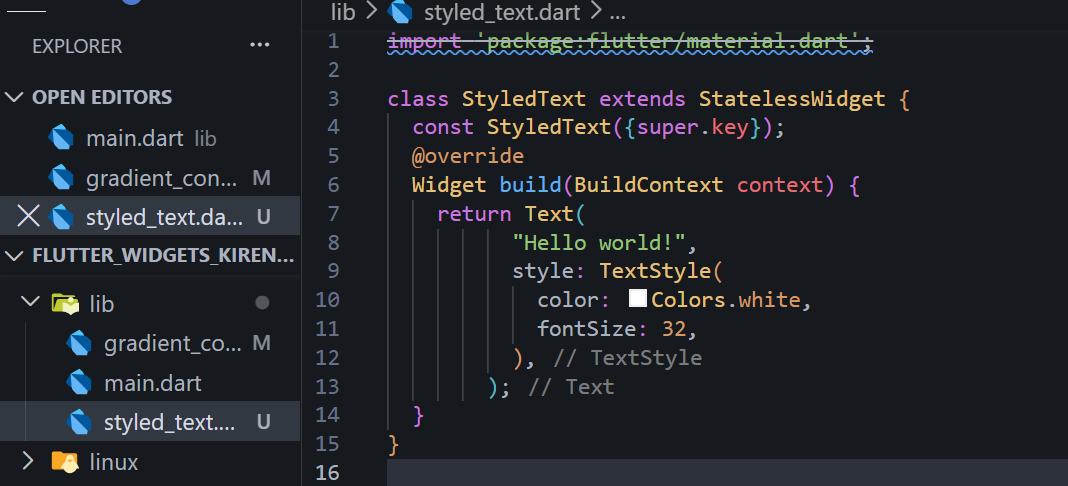 EXPLORER ...
OPEN EDITORS
main.dart lib
gradient_con... M
styled_text.da... U
FLUTTER_WIDGETS_KIREN...
lib
gradient_co... M
main.dart
styled_text.... U
linux
lib > styled_text.dart > ...
1 import 'package:flutter/material.dart';
2
3 class StyledText extends StatelessWidget {
4 const StyledText({super.key});
5 @override
6 Widget build(BuildContext context) {
7 return Text(
8 "Hello world!",
9 style: TextStyle(
10 color: Colors.white,
11 fontSize: 32,
12 ), // TextStyle
13 ); // Text
14 }
15 }
16